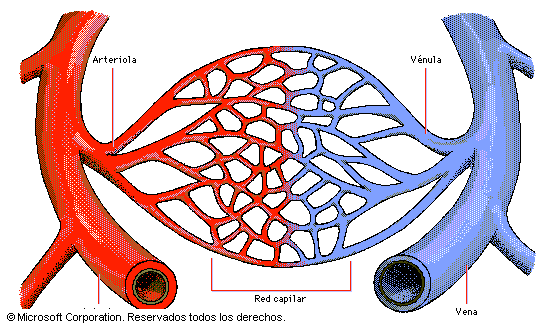 Arteriola
Vénula
Red capilar
Vena
© Microsoft Corporation. Reservados todos los derechos.